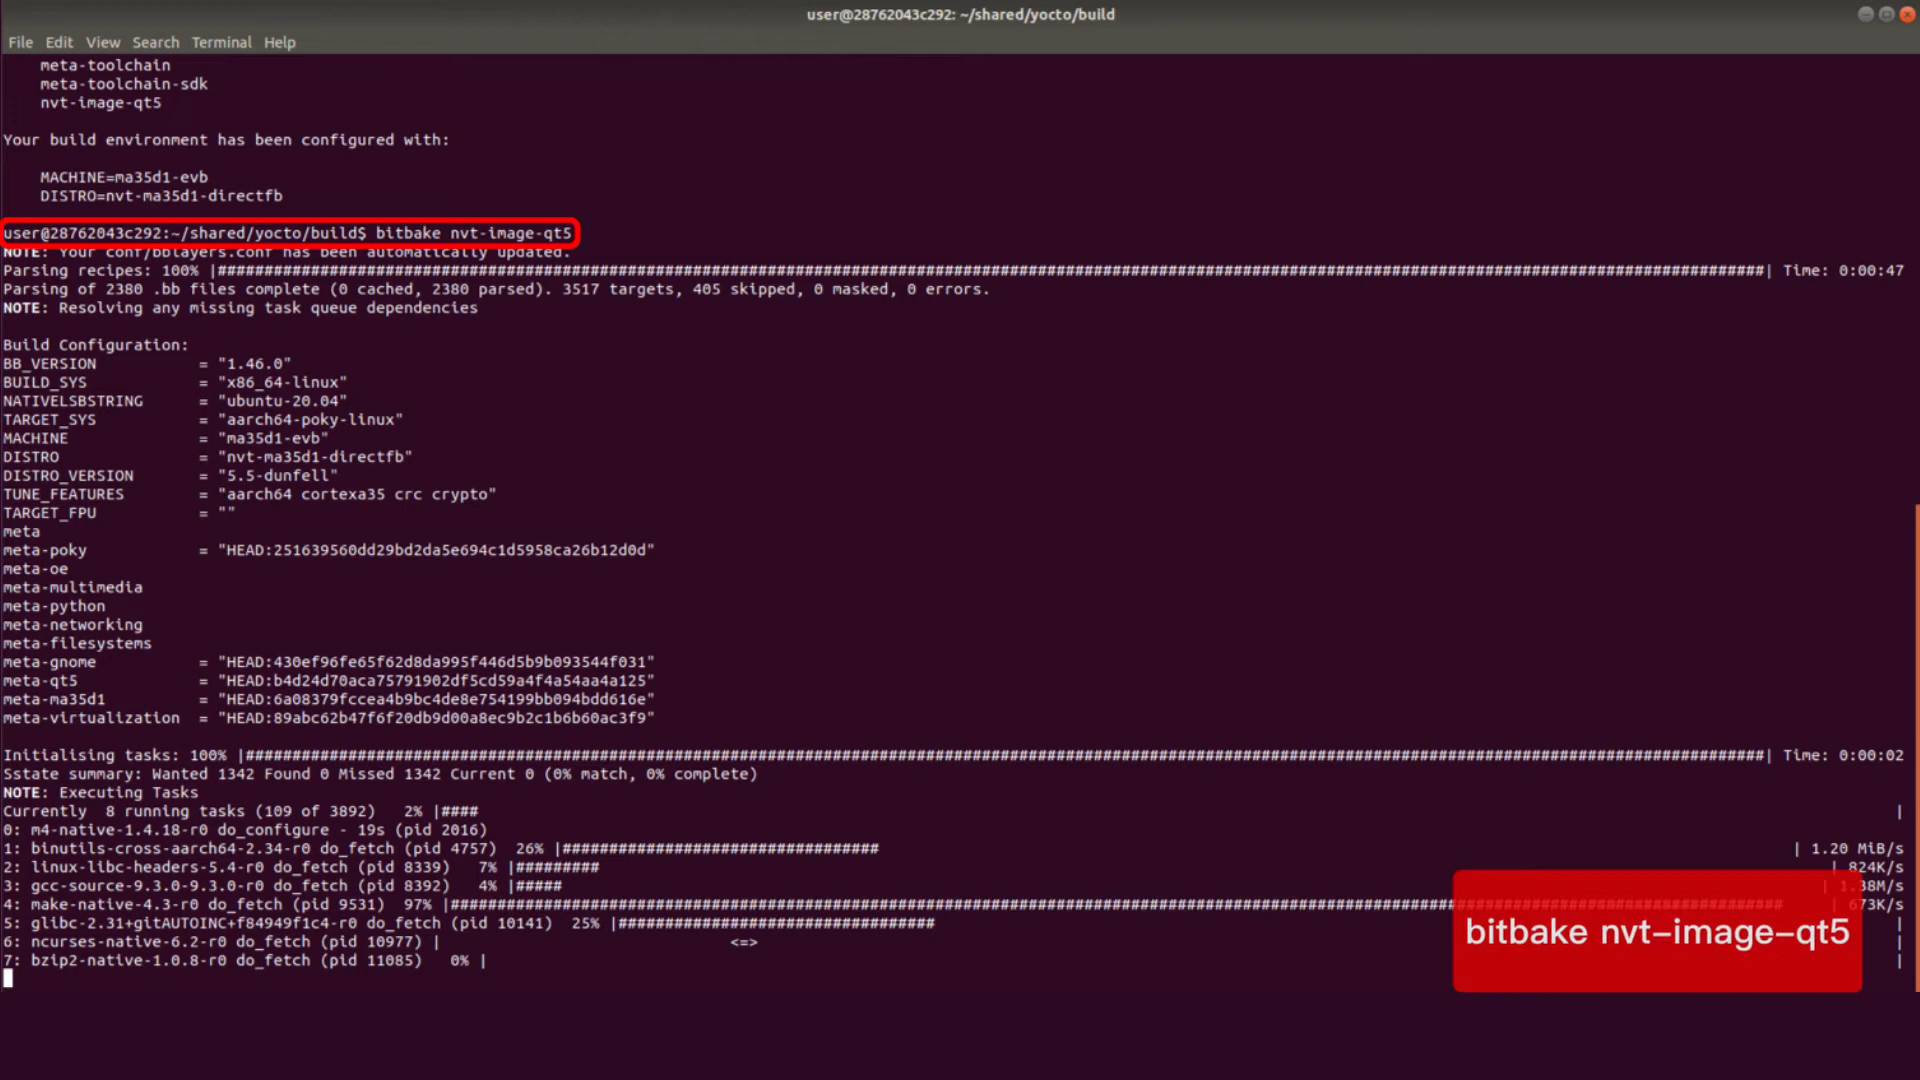 user@28762043c292: ~/shared/yocto/build
File Edit View Search Terminal Help
meta-toolchain
meta-toolchain-sdk
nvt-image-qt5
Your build environment has been configured with:
MACHINE=ma35d1-evb
DISTRO=nvt-ma35d1-directfb
user@28762043c292:~/shared/yocto/build$ bitbake nvt-image-qt5
NOTE: Your conf/bblayers.conf has been automatically updated.
Parsing recipes: 100% |####################################################################################################################################################################| Time: 0:00:47
Parsing of 2380 .bb files complete (0 cached, 2380 parsed). 3517 targets, 405 skipped, 0 masked, 0 errors.
NOTE: Resolving any missing task queue dependencies
Build Configuration:
BB_VERSION = "1.46.0"
BUILD_SYS = "x86_64-linux"
NATIVELSBSTRING = "ubuntu-20.04"
TARGET_SYS = "aarch64-poky-linux"
MACHINE = "ma35d1-evb"
DISTRO = "nvt-ma35d1-directfb"
DISTRO_VERSION = "5.5-dunfell"
TUNE_FEATURES = "aarch64 cortexa35 crc crypto"
TARGET_FPU = ""
meta
meta-poky = "HEAD:251639560dd29bd2da5e694c1d5958ca26b12d0d"
meta-oe
meta-multimedia
meta-python
meta-networking
meta-filesystems
meta-gnome = "HEAD:430ef96fe65f62d8da995f446d5b9b093544f031"
meta-qt5 = "HEAD:b4d24d70aca75791902df5cd59a4f4a54aa4a125"
meta-ma35d1 = "HEAD:6a08379fccea4b9bc4de8e754199bb094bdd616e"
meta-virtualization = "HEAD:89abc62b47f6f20db9d00a8ec9b2c1b6b60ac3f9"
Initialising tasks: 100% |#################################################################################################################################################################| Time: 0:00:02
Sstate summary: Wanted 1342 Found 0 Missed 1342 Current 0 (0% match, 0% complete)
NOTE: Executing Tasks
Currently 8 running tasks (109 of 3892) 2% |#### |
0: m4-native-1.4.18-r0 do_configure - 19s (pid 2016)
1: binutils-cross-aarch64-2.34-r0 do_fetch (pid 4757) 26% |################################## | 1.20 MiB/s
2: linux-libc-headers-5.4-r0 do_fetch (pid 8339) 7% |######### | 824K/s
3: gcc-source-9.3.0-9.3.0-r0 do_fetch (pid 8392) 4% |##### | 1.38M/s
4: make-native-4.3-r0 do_fetch (pid 9531) 97% |############################################################################################################################################### | 673K/s
5: glibc-2.31+gitAUTOINC+f84949f1c4-r0 do_fetch (pid 10141) 25% |################################## |
6: ncurses-native-6.2-r0 do_fetch (pid 10977) | <=> |
7: bzip2-native-1.0.8-r0 do_fetch (pid 11085) 0% | |
bitbake nvt-image-qt5